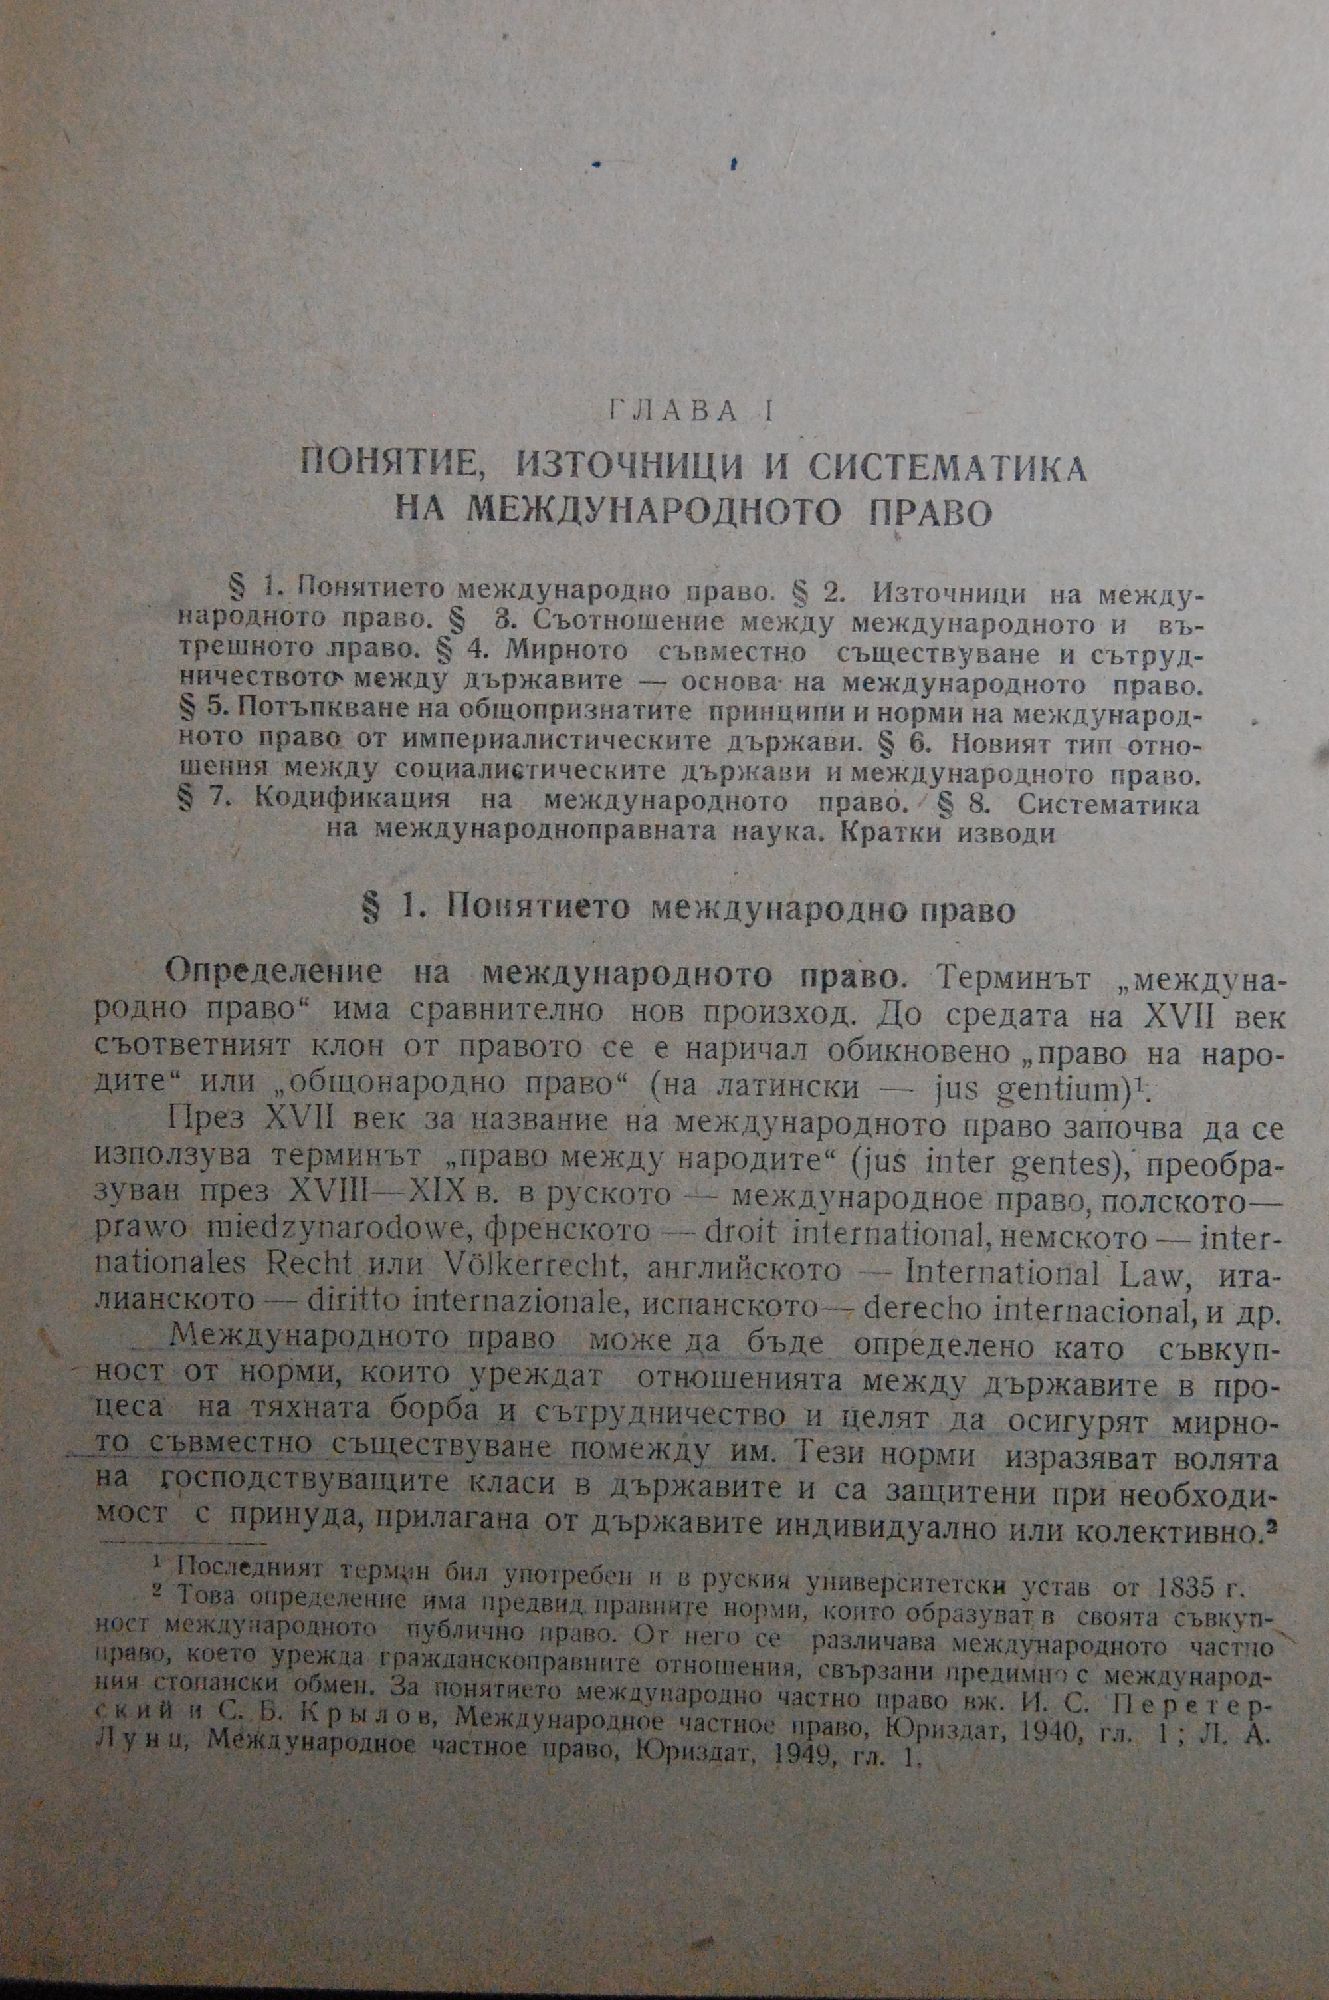 ГЛАВА I
ПОНЯТИЕ, ИЗТОЧНИЦИ И СИСТЕМАТИКА
НА МЕЖДУНАРОДНОТО ПРАВО
§ 1. Понятието международно право. § 2. Източници на между-
народното право. § 3. Съотношение между международното и въ-
трешното право. § 4. Мирното съвместно съществуване и сътруд-
ничеството между държавите — основа на международното право.
§ 5. Потъпкване на общопризнатите принципи и норми на международ-
ното право от империалистическите държави. § 6. Новият тип отно-
шения между социалистическите държави и международното право.
§ 7. Кодификация на международното право. § 8. Систематика
на международноправната наука. Кратки изводи
§ 1. Понятието международно право
Определение на международното право. Терминът „междуна-
родно право“ има сравнително нов произход. До средата на XVII век
съответният клон от правото се е наричал обикновено „право на наро-
дите“ или „общонародно право“ (на латински — jus gentium)¹.
През XVII век за название на международното право започва да се
използува терминът „право между народите“ (jus inter gentes), преобра-
зуван през XVIII—XIX в. в руското — международное право, полското—
prawo miedzynarodowe, френското — droit international, немското — inter-
nationales Recht или Völkerrecht, английското — International Law, ита-
лианското — diritto internazionale, испанското — derecho internacional, и др.
Международното право може да бъде определено като съвкуп-
ност от норми, които уреждат отношенията между държавите в про-
цеса на тяхната борба и сътрудничество и целят да осигурят мирно-
то съвместно съществуване помежду им. Тези норми изразяват волята
на господствуващите класи в държавите и са защитени при необходи-
мост с принуда, прилагана от държавите индивидуално или колективно.²
¹ Последният термин бил употребен и в руския университетски устав от 1835 г.
² Това определение има предвид правните норми, които образуват в своята съвкуп-
ност международното публично право. От него се различава международното частно
право, което урежда гражданскоправните отношения, свързани предимно с международ-
ния стопански обмен. За понятието международно частно право вж. И. С. Перетер-
ский и С. Б. Крылов, Международное частное право, Юриздат, 1940, гл. 1; Л. А.
Лунц, Международное частное право, Юриздат, 1949, гл. 1.